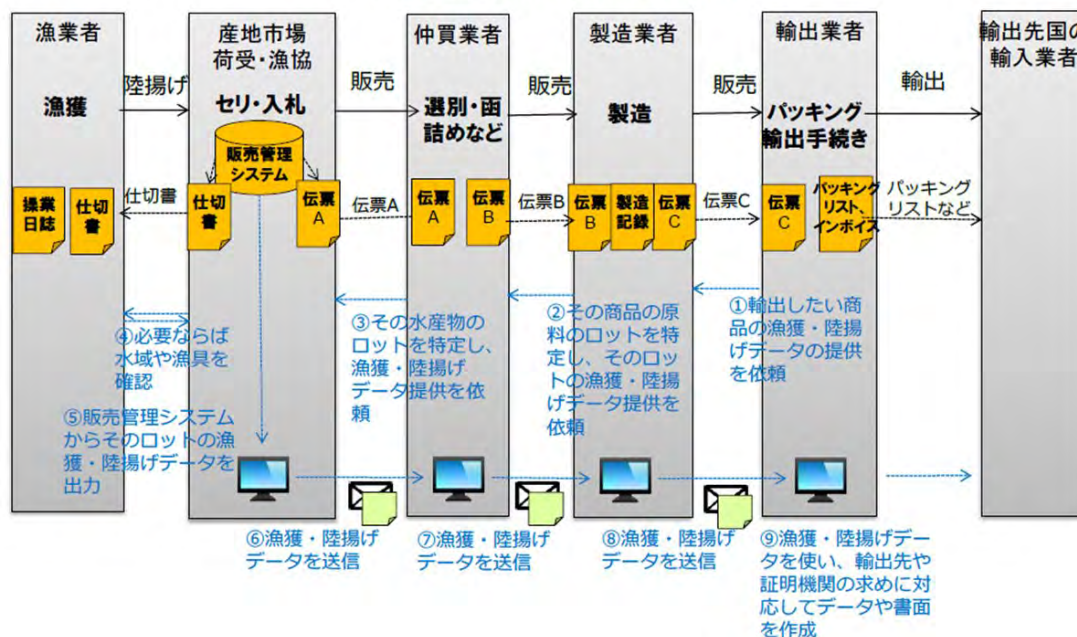 漁業者
産地市場
荷受・漁協
仲買業者
製造業者
輸出業者
輸出先国の
輸入業者
陸揚げ
販売
販売
販売
輸出
漁獲
セリ・入札
選別・函
詰めなど
製造
パッキング
輸出手続き
販売管理
システム
操業
日誌
仕切
書
仕切書
仕切
書
伝票
A
伝票A
伝票
A
伝票
B
伝票B
伝票
B
製造
記録
伝票
C
伝票C
伝票
C
パッキング
リスト、
インボイス
パッキング
リストなど
①輸出したい商
品の漁獲・陸揚
げデータの提供
を依頼
②その商品の原
料のロットを特
定し、そのロッ
トの漁獲・陸揚
げデータ提供を
依頼
③その水産物の
ロットを特定し、
漁獲・陸揚げ
データ提供を依
頼
④必要ならば
水域や漁具を
確認
⑤販売管理システム
からそのロットの漁
獲・陸揚げデータを
出力
⑥漁獲・陸揚げ
データを送信
⑦漁獲・陸揚げ
データを送信
⑧漁獲・陸揚げ
データを送信
⑨漁獲・陸揚げデー
タを使い、輸出先や
証明機関の求めに対
応してデータや書面
を作成